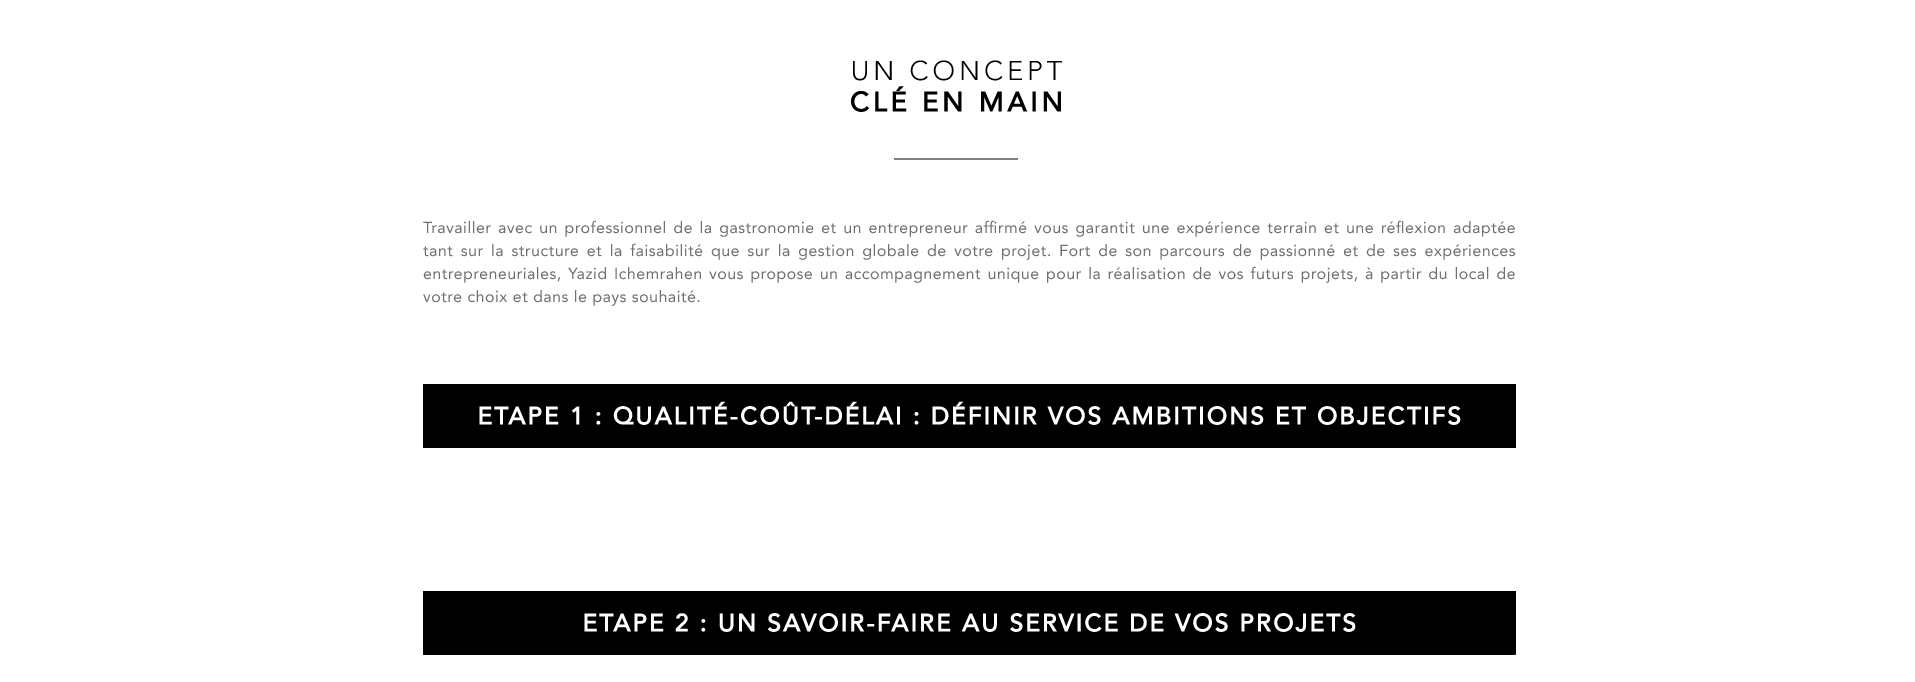 UN CONCEPT
CLÉ EN MAIN
Travailler avec un professionnel de la gastronomie et un entrepreneur affirmé vous garantit une expérience terrain et une réflexion adaptée
tant sur la structure et la faisabilité que sur la gestion globale de votre projet. Fort de son parcours de passionné et de ses expériences
entrepreneuriales, Yazid Ichemrahen vous propose un accompagnement unique pour la réalisation de vos futurs projets, à partir du local de
votre choix et dans le pays souhaité.
ETAPE 1 : QUALITÉ-COÛT-DÉLAI : DÉFINIR VOS AMBITIONS ET OBJECTIFS
ETAPE 2 : UN SAVOIR-FAIRE AU SERVICE DE VOS PROJETS